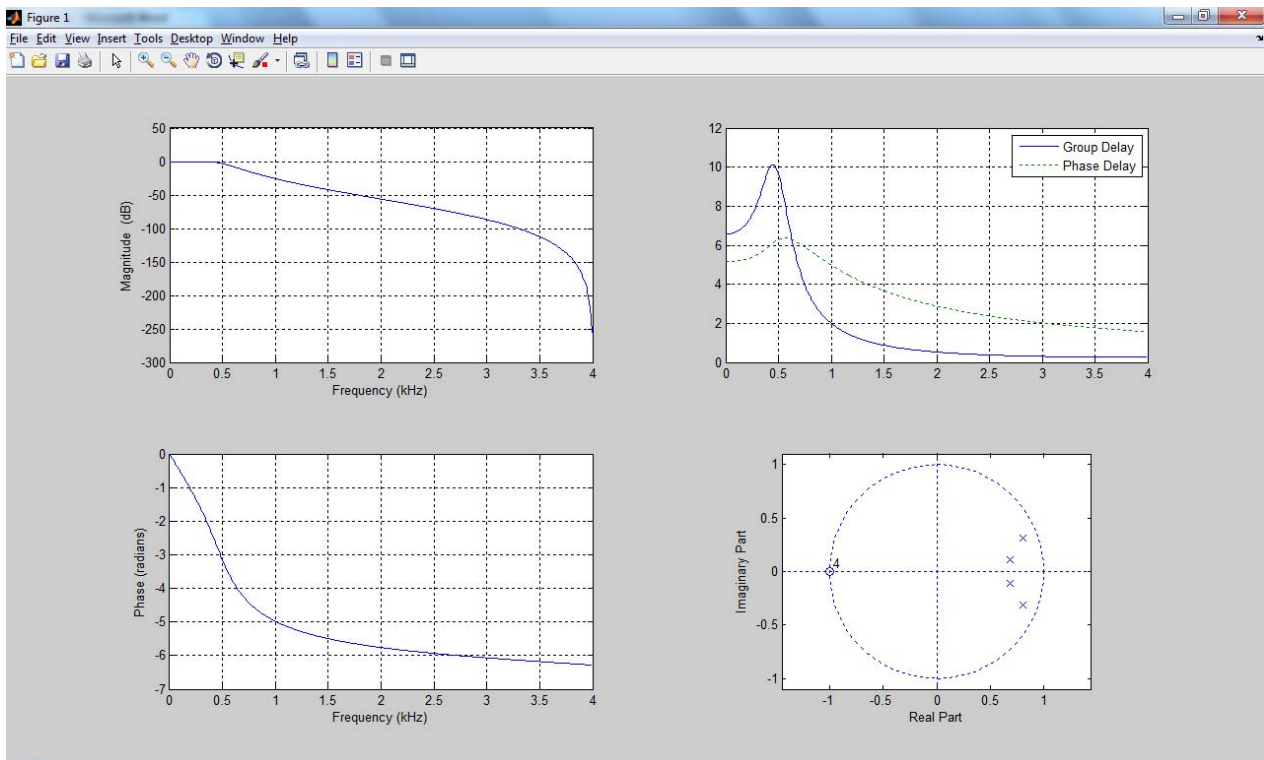 Figure 1
File Edit View Insert Tools Desktop Window Help
50
0
-50
-100
-150
-200
-250
-300
Magnitude (dB)
0 0.5 1 1.5 2 2.5 3 3.5 4
Frequency (kHz)
12
10
8
6
4
2
0
Group Delay
Phase Delay
0 0.5 1 1.5 2 2.5 3 3.5 4
0
-1
-2
-3
-4
-5
-6
-7
Phase (radians)
0 0.5 1 1.5 2 2.5 3 3.5 4
Frequency (kHz)
1
0.5
0
-0.5
-1
Imaginary Part
4
-1 -0.5 0 0.5 1
Real Part